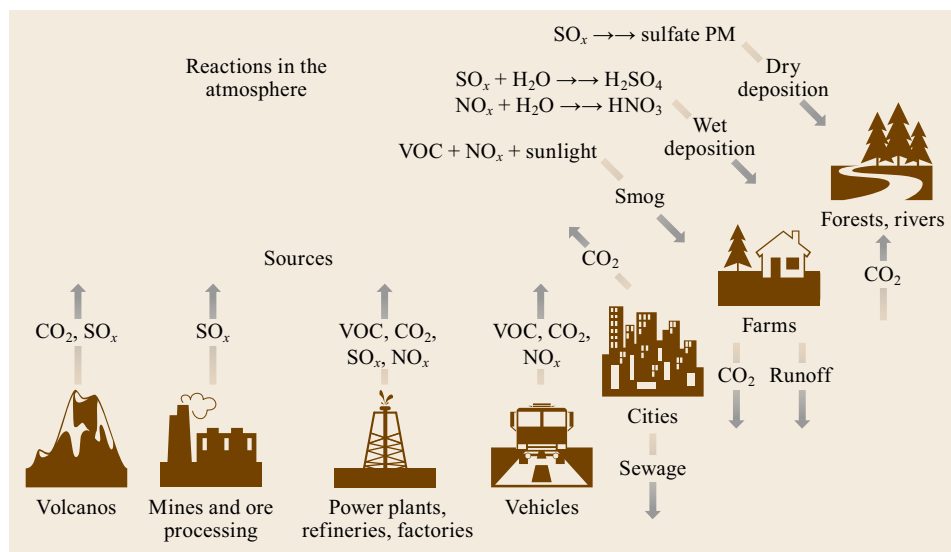 SOₓ →→ sulfate PM
Reactions in the
atmosphere
Dry
deposition
SOₓ + H₂O →→ H₂SO₄
NOₓ + H₂O →→ HNO₃
Wet
deposition
VOC + NOₓ + sunlight
Smog
Forests, rivers
CO₂
Sources
CO₂
Farms
CO₂, SOₓ
SOₓ
VOC, CO₂,
SOₓ, NOₓ
VOC, CO₂,
NOₓ
CO₂
Runoff
Cities
Sewage
Volcanos
Mines and ore
processing
Power plants,
refineries, factories
Vehicles